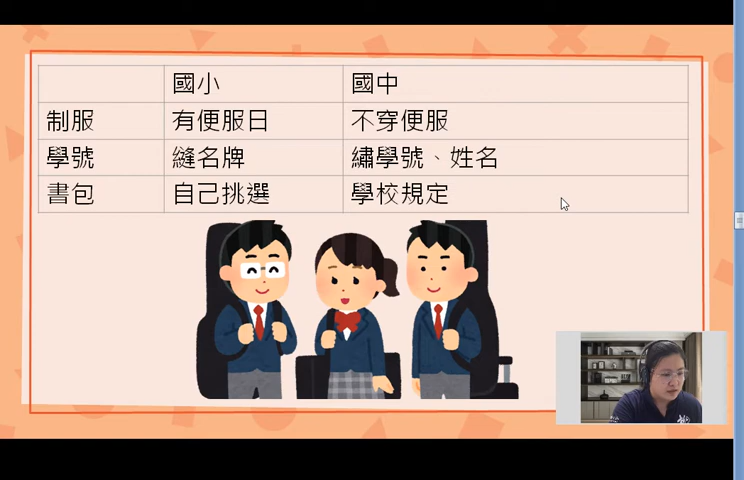 國小 國中
制服 有便服日 不穿便服
學號 縫名牌 繡學號、姓名
書包 自己挑選 學校規定